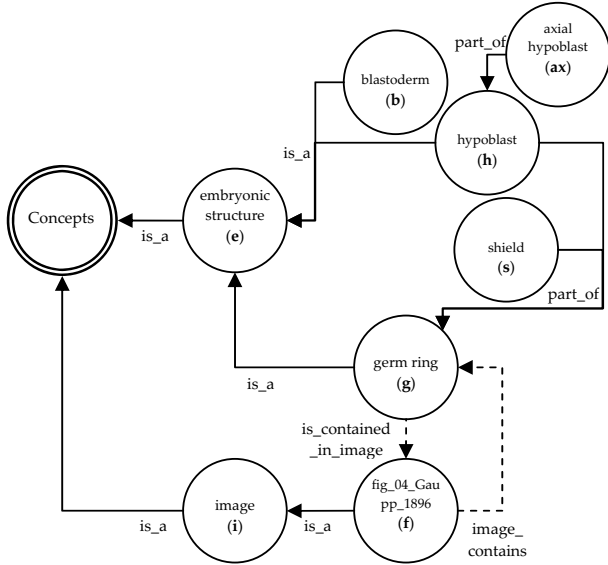 axial
hypoblast
(ax)
part_of
blastoderm
(b)
hypoblast
(h)
is_a
embryonic
structure
(e)
Concepts
is_a
shield
(s)
part_of
germ ring
(g)
is_a
is_contained
_in_image
fig_04_Gau
pp_1896
(f)
image
(i)
is_a
is_a
image_
contains